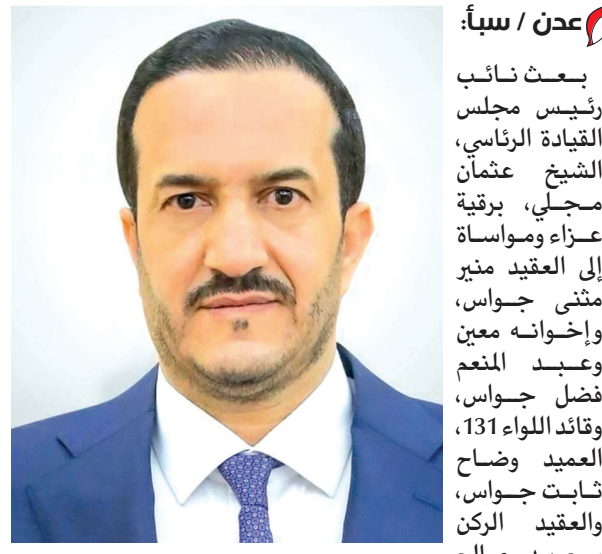 عدن / سبأ:
بعث نائب
رئيس مجلس
القيادة الرئاسي،
الشيخ عثمان
مجلي، برقية
عزاء ومواساة
إلى العقيد منير
مثنى جواس،
وإخوانه معين
وعبد المنعم
فضل جواس،
وقائد اللواء 131،
العميد وضاح
ثابت جواس،
والعقيد الركن